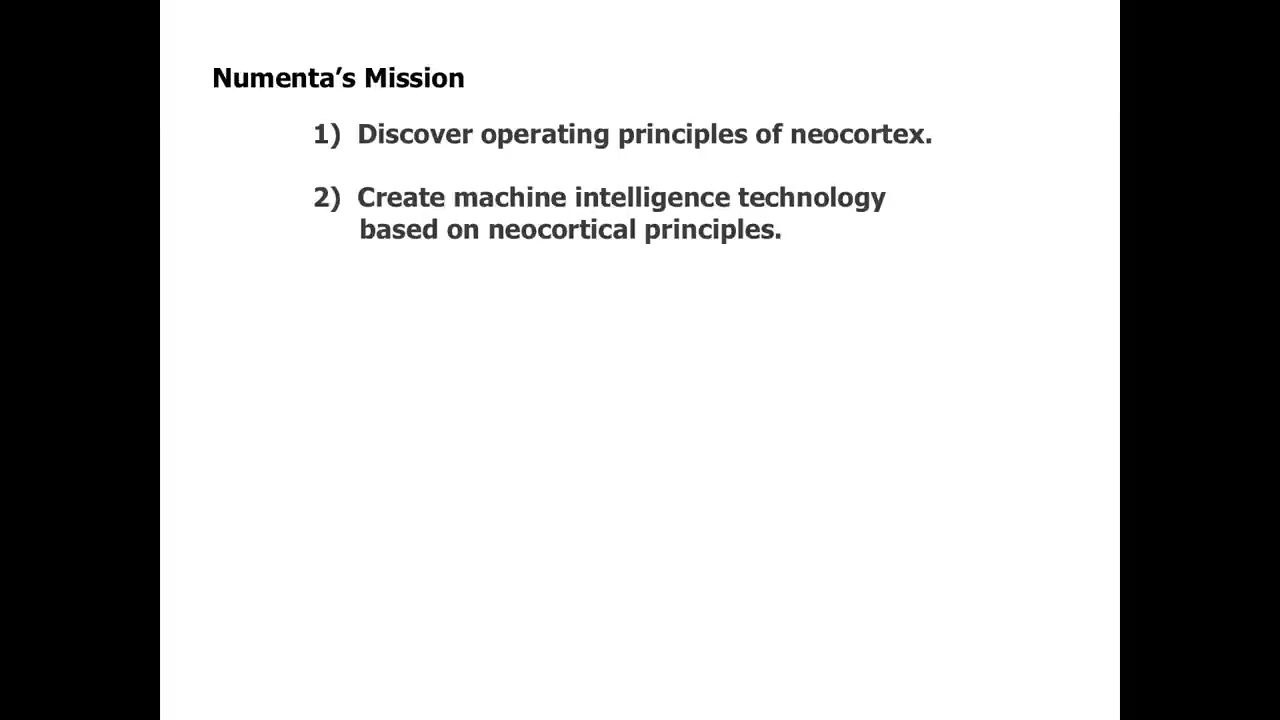 Numenta’s Mission
1) Discover operating principles of neocortex.
2) Create machine intelligence technology
based on neocortical principles.